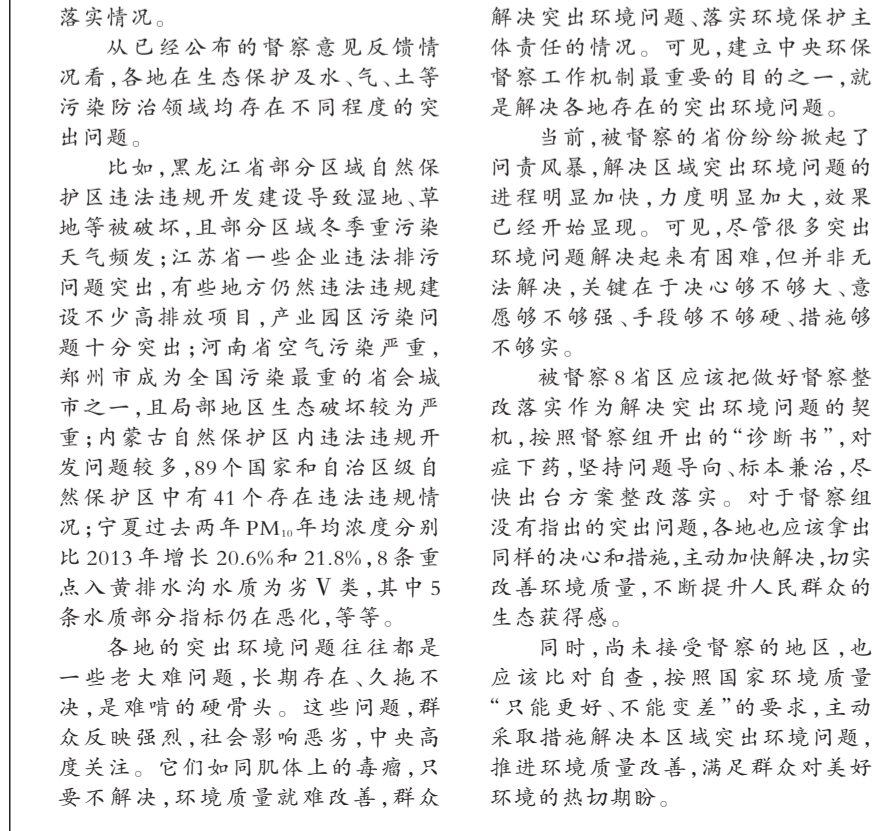 落实情况。
从已经公布的督察意见反馈情
况看,各地在生态保护及水、气、土等
污染防治领域均存在不同程度的突
出问题。
比如,黑龙江省部分区域自然保
护区违法违规开发建设导致湿地、草
地等被破坏,且部分区域冬季重污染
天气频发;江苏省一些企业违法排污
问题突出,有些地方仍然违法违规建
设不少高排放项目,产业园区污染问
题十分突出;河南省空气污染严重,
郑州市成为全国污染最重的省会城
市之一,且局部地区生态破坏较为严
重;内蒙古自然保护区内违法违规开
发问题较多,89个国家和自治区级自
然保护区中有41个存在违法违规情
况;宁夏过去两年PM₁₀年均浓度分别
比2013年增长20.6%和21.8%,8条重
点入黄排水沟水质为劣Ⅴ类,其中5
条水质部分指标仍在恶化,等等。
各地的突出环境问题往往都是
一些老大难问题,长期存在、久拖不
决,是难啃的硬骨头。这些问题,群
众反映强烈,社会影响恶劣,中央高
度关注。它们如同肌体上的毒瘤,只
要不解决,环境质量就难改善,群众
解决突出环境问题、落实环境保护主
体责任的情况。可见,建立中央环保
督察工作机制最重要的目的之一,就
是解决各地存在的突出环境问题。
当前,被督察的省份纷纷掀起了
问责风暴,解决区域突出环境问题的
进程明显加快,力度明显加大,效果
已经开始显现。可见,尽管很多突出
环境问题解决起来有困难,但并非无
法解决,关键在于决心够不够大、意
愿够不够强、手段够不够硬、措施够
不够实。
被督察8省区应该把做好督察整
改落实作为解决突出环境问题的契
机,按照督察组开出的“诊断书”,对
症下药,坚持问题导向、标本兼治,尽
快出台方案整改落实。对于督察组
没有指出的突出问题,各地也应该拿出
同样的决心和措施,主动加快解决,切实
改善环境质量,不断提升人民群众的
生态获得感。
同时,尚未接受督察的地区,也
应该比对自查,按照国家环境质量
“只能更好、不能变差”的要求,主动
采取措施解决本区域突出环境问题,
推进环境质量改善,满足群众对美好
环境的热切期盼。